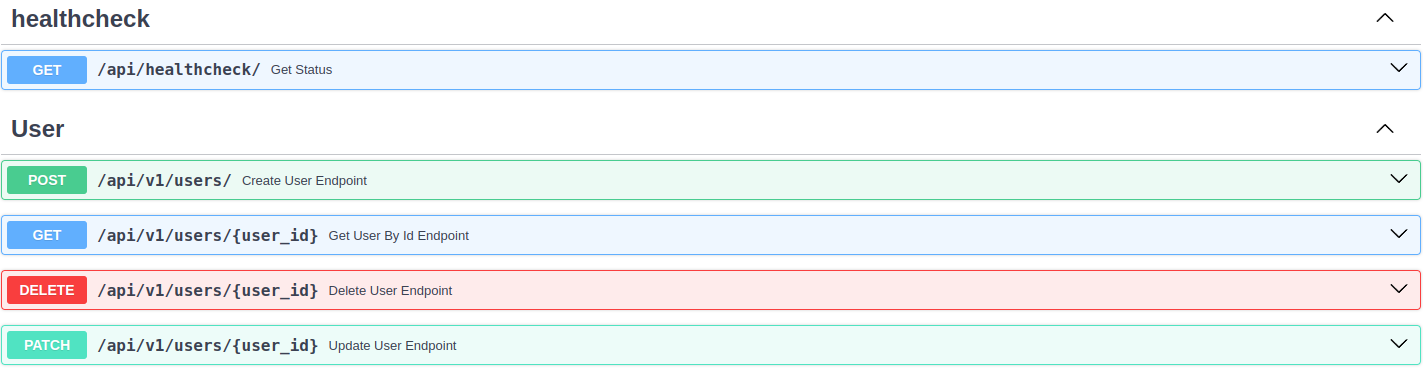 healthcheck
GET /api/healthcheck/ Get Status
User
POST /api/v1/users/ Create User Endpoint
GET /api/v1/users/{user_id} Get User By Id Endpoint
DELETE /api/v1/users/{user_id} Delete User Endpoint
PATCH /api/v1/users/{user_id} Update User Endpoint